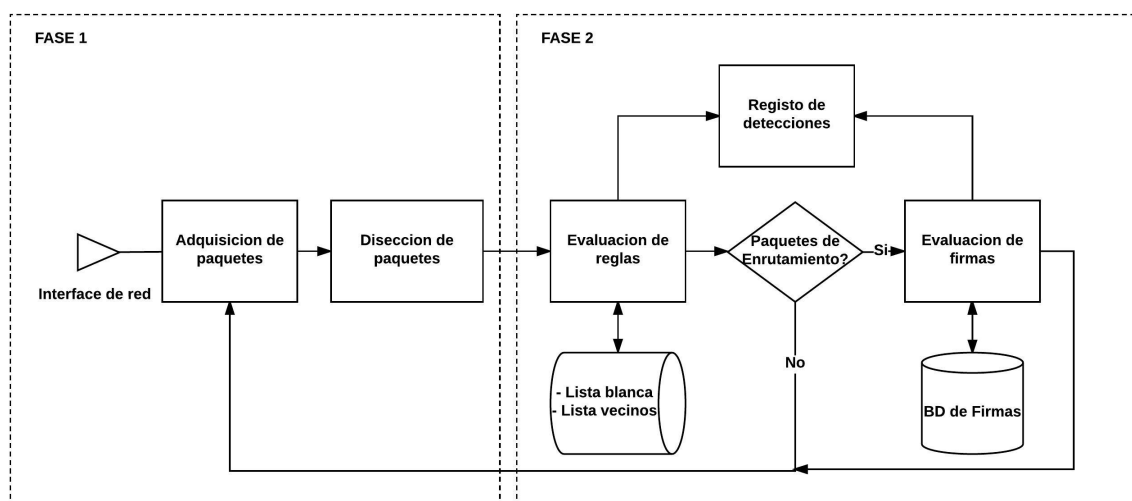 FASE 1
Interface de red
Adquisicion de
paquetes
Diseccion de
paquetes
FASE 2
Registo de
detecciones
Evaluacion de
reglas
Paquetes de
Enrutamiento?
Si
Evaluacion de
firmas
No
- Lista blanca
- Lista vecinos
BD de Firmas